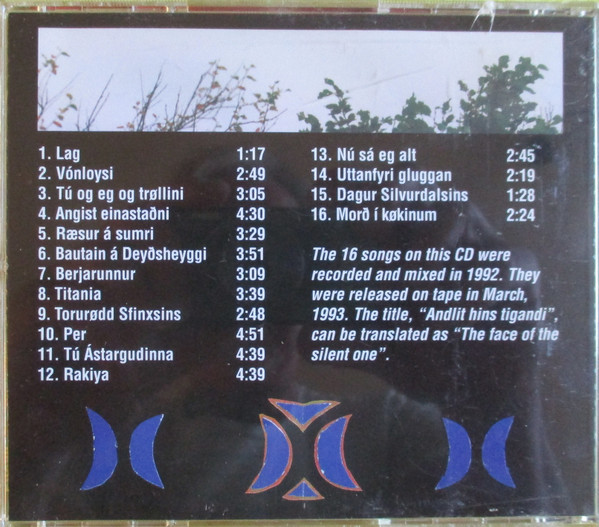 1. Lag 1:17
2. Vónloysi 2:49
3. Tú og eg og trøllini 3:05
4. Angist einastaðni 4:30
5. Ræsur á sumri 3:29
6. Bautain á Deyðsheyggi 3:51
7. Berjarunnur 3:09
8. Titania 3:39
9. Torurødd Sfinxsins 2:48
10. Per 4:51
11. Tú Ástargudinna 4:39
12. Rakiya 4:39
13. Nú sá eg alt 2:45
14. Uttanfyri gluggan 2:19
15. Dagur Silvurdalsins 1:28
16. Morð í køkinum 2:24
The 16 songs on this CD were
recorded and mixed in 1992. They
were released on tape in March,
1993. The title, “Andlit hins tigandi”,
can be translated as “The face of the
silent one”.